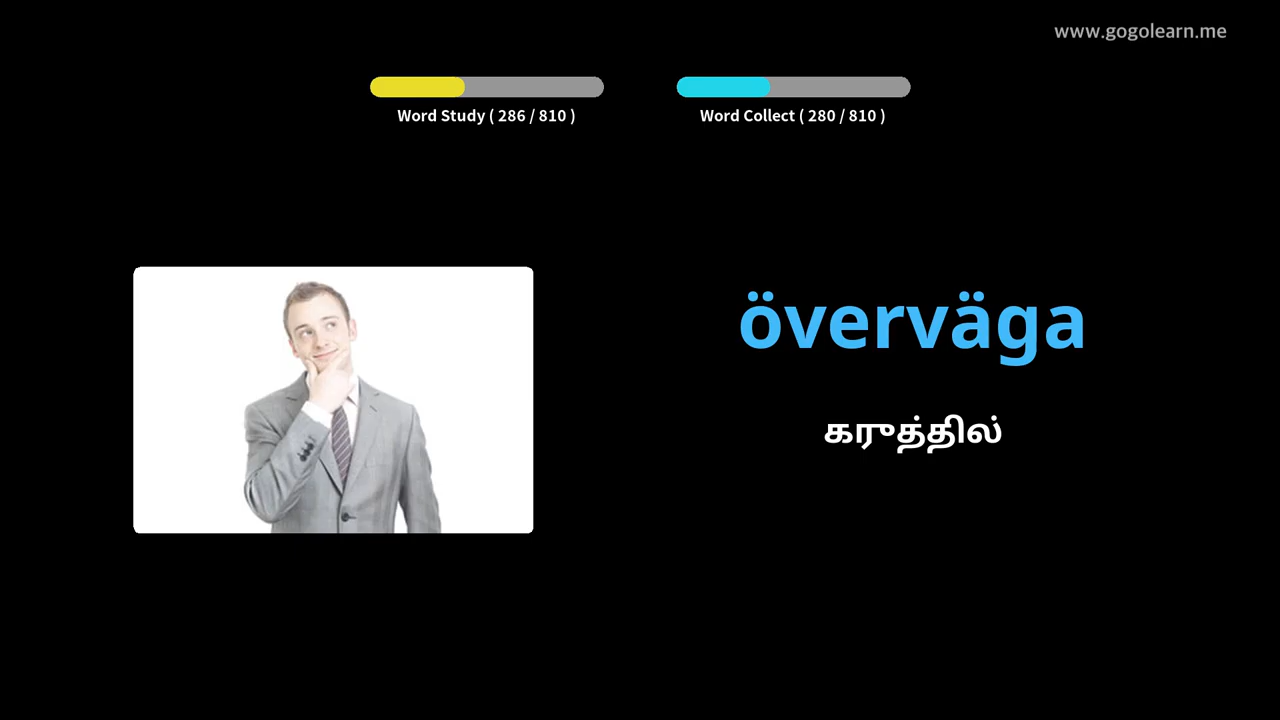 www.gogolearn.me
Word Study ( 286 / 810 )
Word Collect ( 280 / 810 )
överväga
கருத்தில்